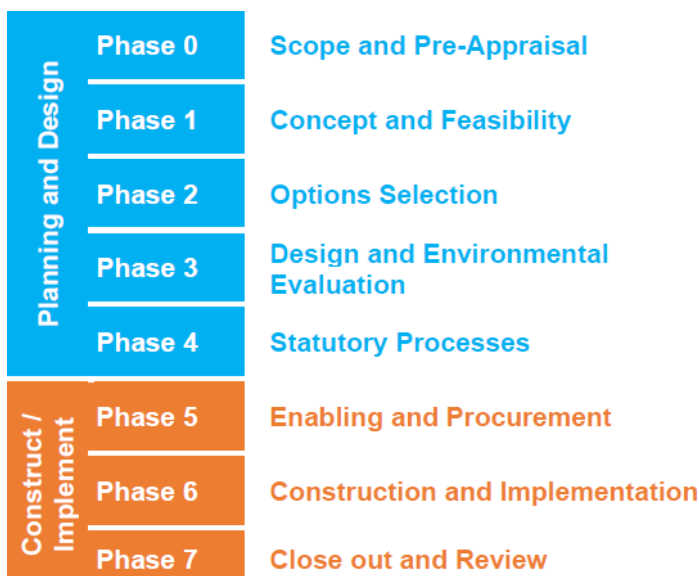 Planning and Design
Phase 0 Scope and Pre-Appraisal
Phase 1 Concept and Feasibility
Phase 2 Options Selection
Phase 3 Design and Environmental
Evaluation
Phase 4 Statutory Processes
Construct /
Implement
Phase 5 Enabling and Procurement
Phase 6 Construction and Implementation
Phase 7 Close out and Review